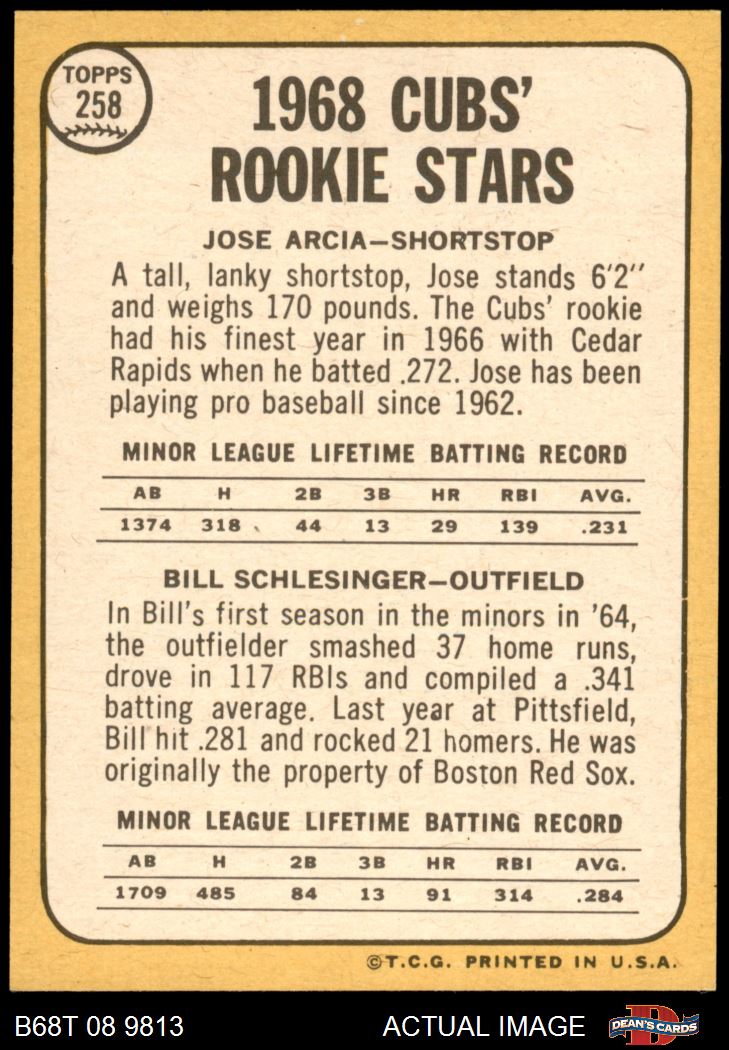 TOPPS
258
1968 CUBS'
ROOKIE STARS
JOSE ARCIA—SHORTSTOP
A tall, lanky shortstop, Jose stands 6'2"
and weighs 170 pounds. The Cubs' rookie
had his finest year in 1966 with Cedar
Rapids when he batted .272. Jose has been
playing pro baseball since 1962.
MINOR LEAGUE LIFETIME BATTING RECORD
AB H 2B 3B HR RBI AVG.
1374 318 44 13 29 139 .231
BILL SCHLESINGER—OUTFIELD
In Bill's first season in the minors in '64,
the outfielder smashed 37 home runs,
drove in 117 RBIs and compiled a .341
batting average. Last year at Pittsfield,
Bill hit .281 and rocked 21 homers. He was
originally the property of Boston Red Sox.
MINOR LEAGUE LIFETIME BATTING RECORD
AB H 2B 3B HR RBI AVG.
1709 485 84 13 91 314 .284
©T.C.G. PRINTED IN U.S.A.
B68T 08 9813 ACTUAL IMAGE DEAN'S CARDS